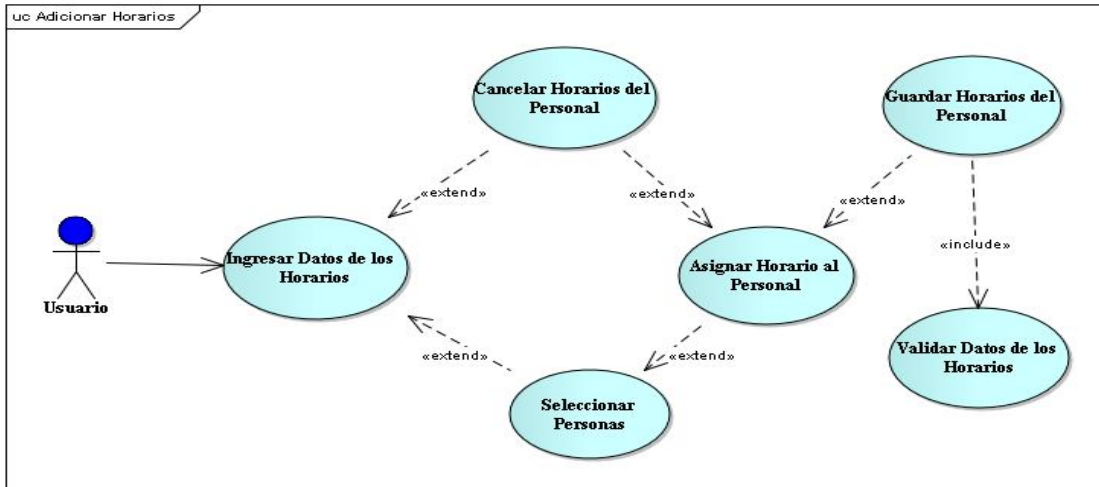 uc Adicionar Horarios
Cancelar Horarios del
Personal
Guardar Horarios del
Personal
«extend»
«extend»
«extend»
«include»
Ingresar Datos de los
Horarios
Asignar Horario al
Personal
Usuario
«extend»
«extend»
Validar Datos de los
Horarios
Seleccionar
Personas